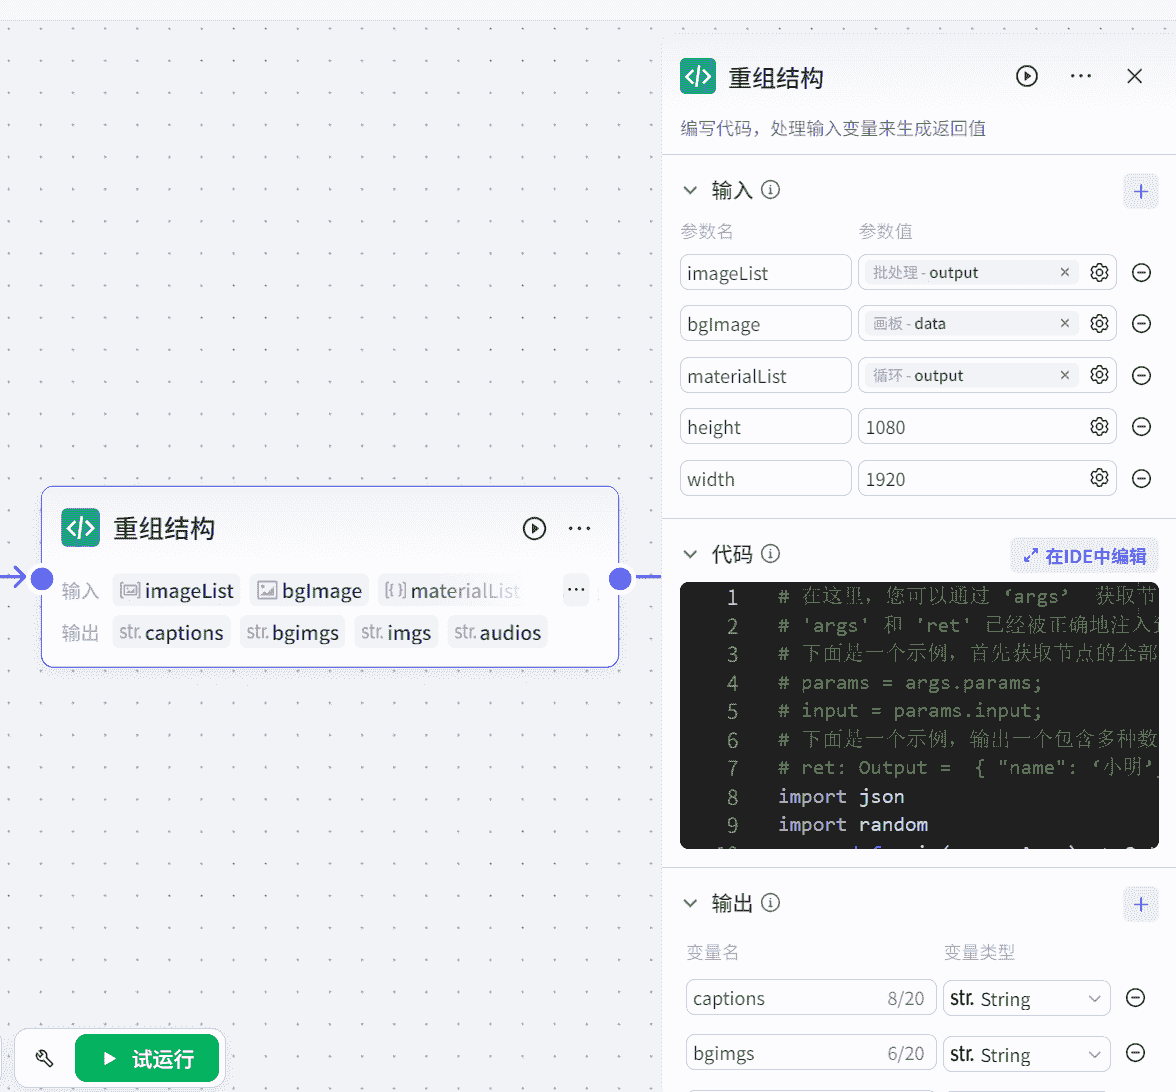 重组结构
编写代码，处理输入变量来生成返回值
输入
参数名 参数值
imageList 批处理 - output
bgImage 画板 - data
materialList 循环 - output
height 1080
width 1920
重组结构
输入 imageList bgImage materialList ...
输出 str. captions str. bgimgs str. imgs str. audios
代码 在IDE中编辑
1 # 在这里，您可以通过 ‘args’ 获取节
2 # 'args' 和 'ret' 已经被正确地注入
3 # 下面是一个示例，首先获取节点的全部
4 # params = args.params;
5 # input = params.input;
6 # 下面是一个示例，输出一个包含多种数
7 # ret: Output = { "name": ‘小明’
8 import json
9 import random
输出
变量名 变量类型
captions 8/20 str. String
bgimgs 6/20 str. String
试运行